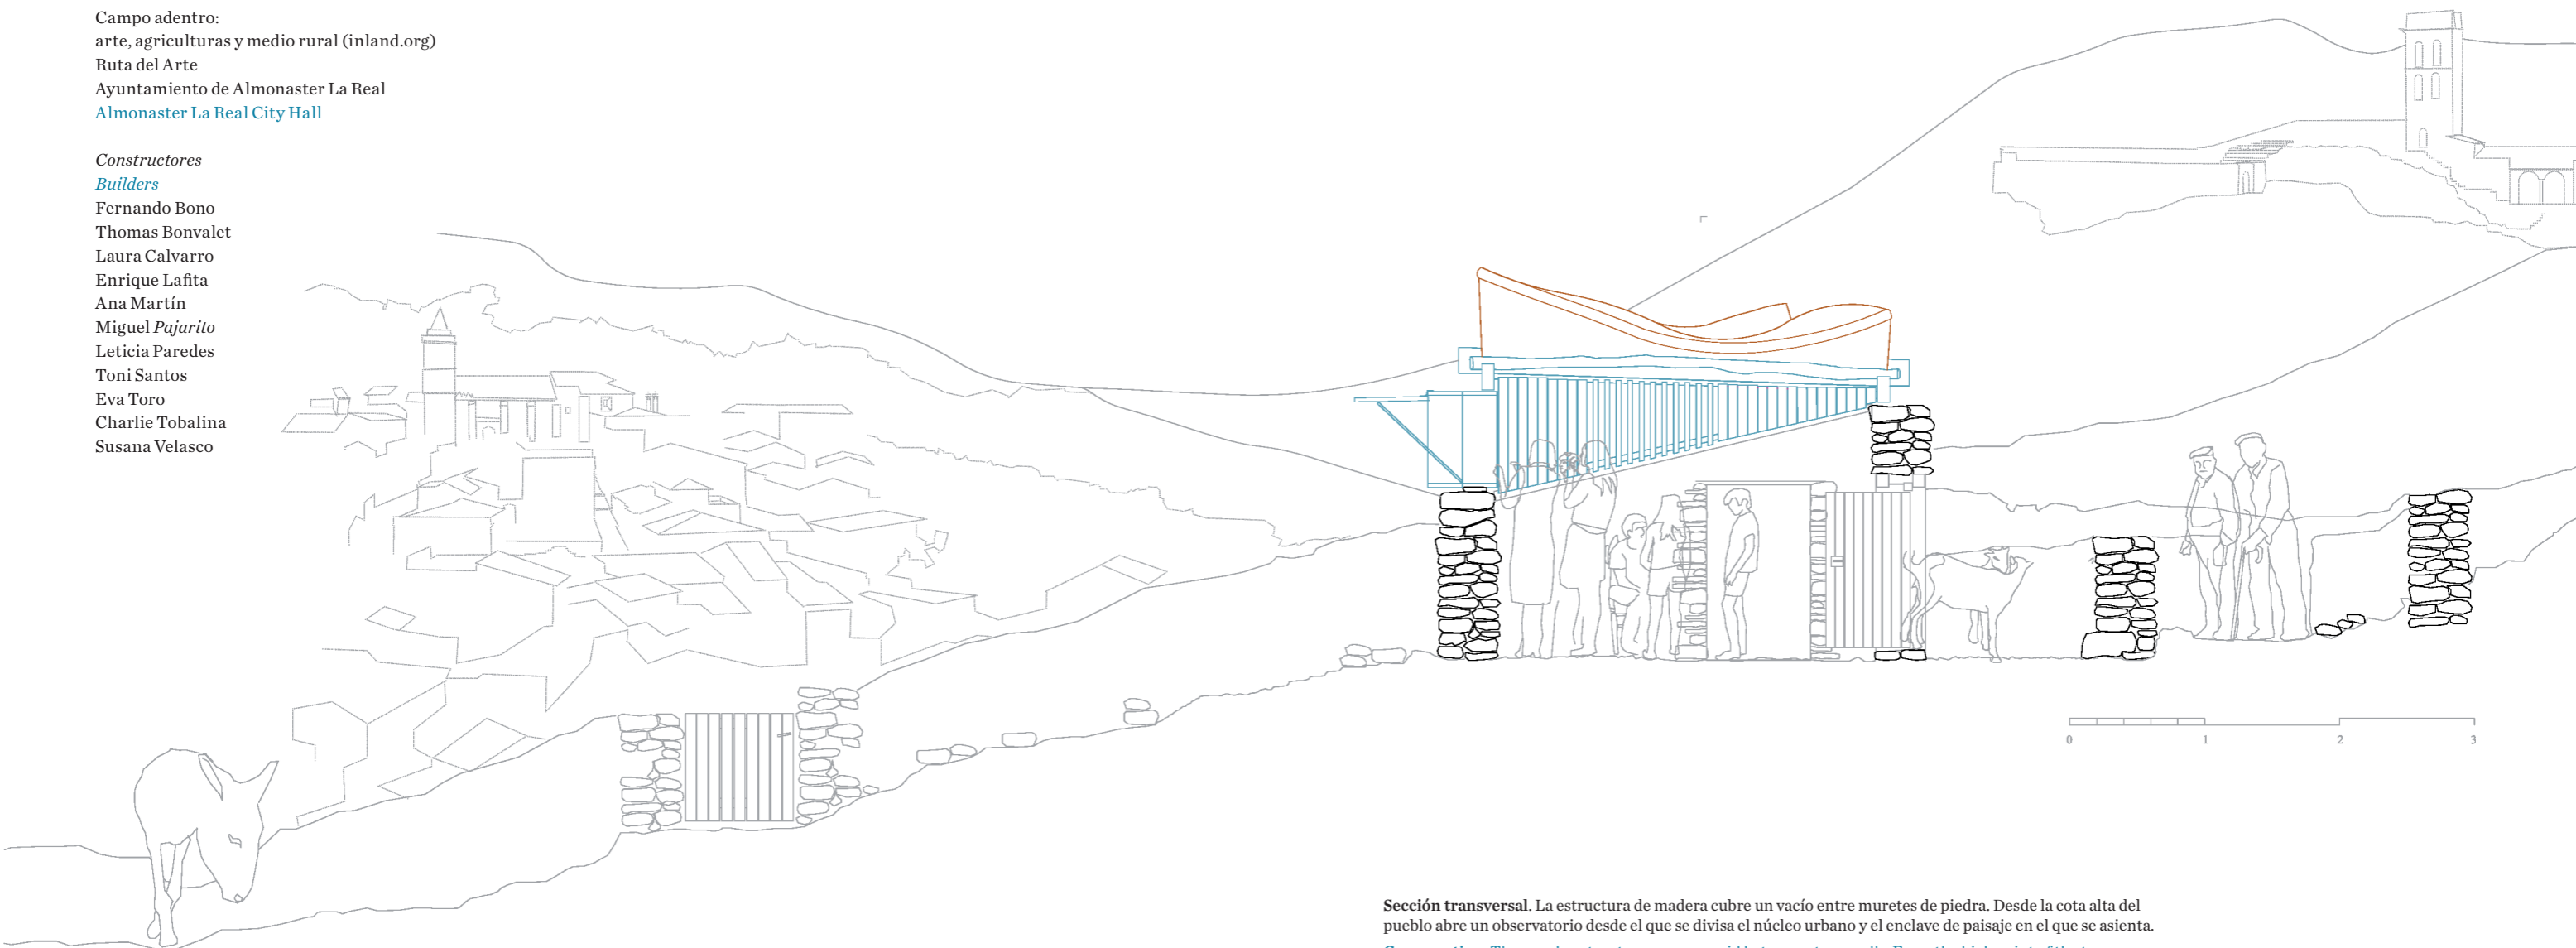 Campo adentro:
arte, agriculturas y medio rural (inland.org)
Ruta del Arte
Ayuntamiento de Almonaster La Real
Almonaster La Real City Hall
Constructores
Builders
Fernando Bono
Thomas Bonvalet
Laura Calvarro
Enrique Lafita
Ana Martín
Miguel Pajarito
Leticia Paredes
Toni Santos
Eva Toro
Charlie Tobalina
Susana Velasco
0 1 2 3
Sección transversal. La estructura de madera cubre un vacío entre muretes de piedra. Desde la cota alta del
pueblo abre un observatorio desde el que se divisa el núcleo urbano y el enclave de paisaje en el que se asienta.